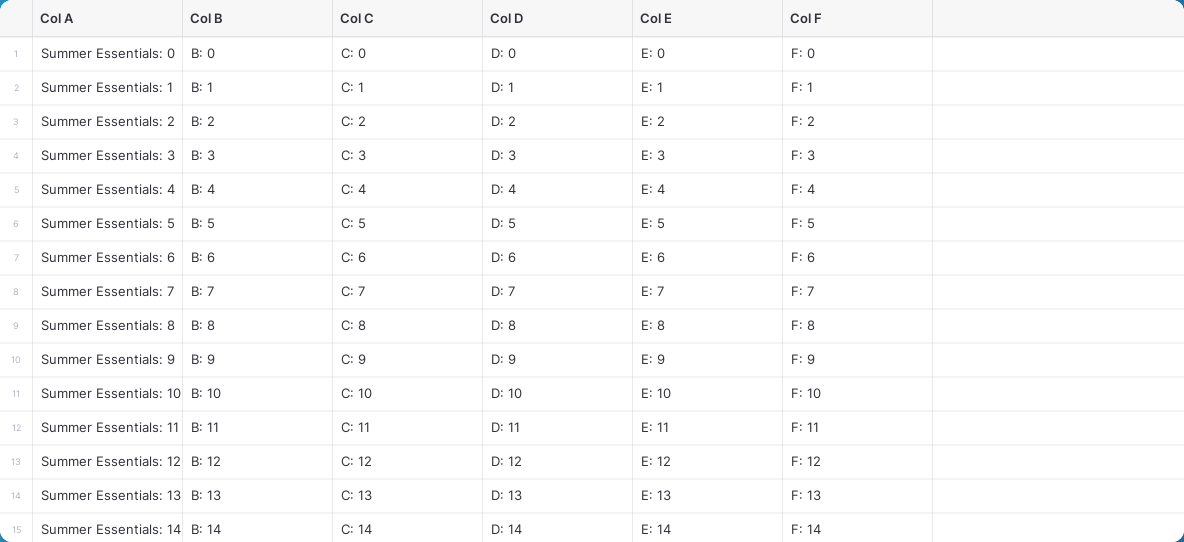 Col A Col B Col C Col D Col E Col F
1 Summer Essentials: 0 B: 0 C: 0 D: 0 E: 0 F: 0
2 Summer Essentials: 1 B: 1 C: 1 D: 1 E: 1 F: 1
3 Summer Essentials: 2 B: 2 C: 2 D: 2 E: 2 F: 2
4 Summer Essentials: 3 B: 3 C: 3 D: 3 E: 3 F: 3
5 Summer Essentials: 4 B: 4 C: 4 D: 4 E: 4 F: 4
6 Summer Essentials: 5 B: 5 C: 5 D: 5 E: 5 F: 5
7 Summer Essentials: 6 B: 6 C: 6 D: 6 E: 6 F: 6
8 Summer Essentials: 7 B: 7 C: 7 D: 7 E: 7 F: 7
9 Summer Essentials: 8 B: 8 C: 8 D: 8 E: 8 F: 8
10 Summer Essentials: 9 B: 9 C: 9 D: 9 E: 9 F: 9
11 Summer Essentials: 10 B: 10 C: 10 D: 10 E: 10 F: 10
12 Summer Essentials: 11 B: 11 C: 11 D: 11 E: 11 F: 11
13 Summer Essentials: 12 B: 12 C: 12 D: 12 E: 12 F: 12
14 Summer Essentials: 13 B: 13 C: 13 D: 13 E: 13 F: 13
15 Summer Essentials: 14 B: 14 C: 14 D: 14 E: 14 F: 14